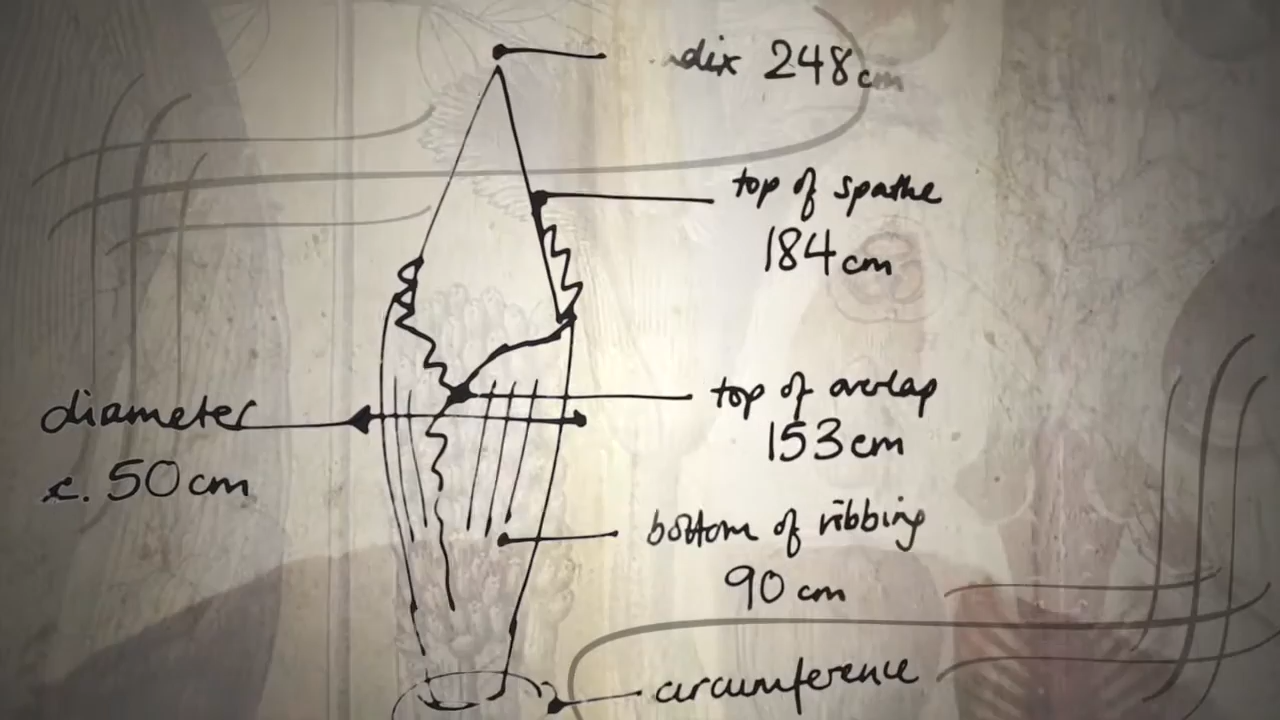 dix 248cm
top of spathe
184cm
top of overlap
153cm
diameter
c. 50cm
bottom of ribbing
90cm
circumference